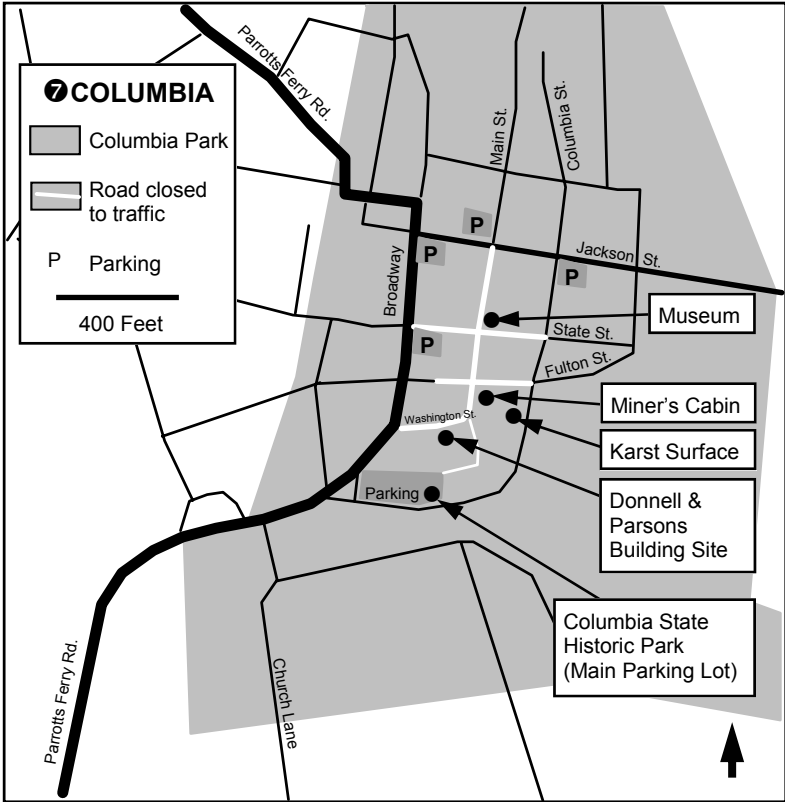 ❼COLUMBIA
Columbia Park
Road closed
to traffic
P Parking
400 Feet
Parrotts Ferry Rd.
Main St.
Columbia St.
P
P
P
Jackson St.
Broadway
Museum
State St.
P
Fulton St.
Miner's Cabin
Washington St.
Karst Surface
Parking
Donnell &
Parsons
Building Site
Columbia State
Historic Park
(Main Parking Lot)
Church Lane
Parrotts Ferry Rd.